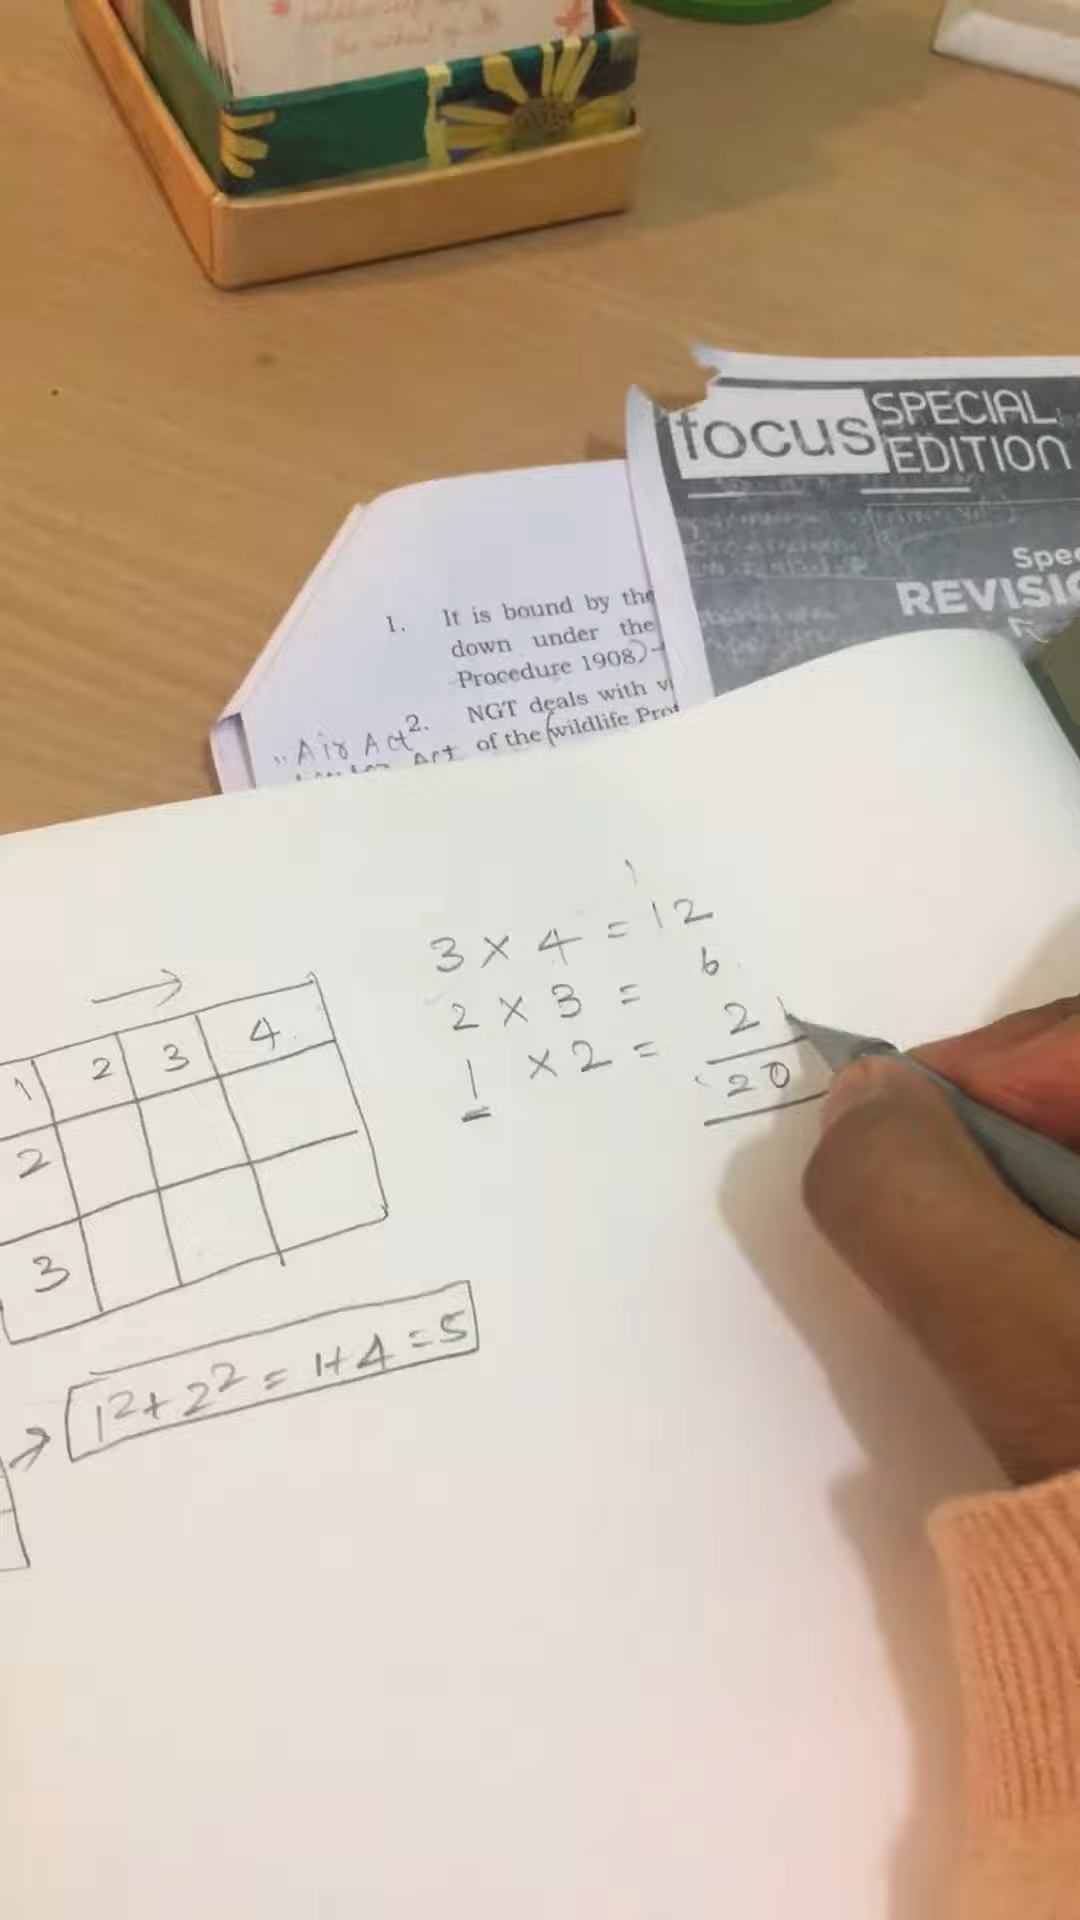 focus SPECIAL
EDITION
REVISI
1. It is bound by the
down under the
Procedure 1908)
2. NGT deals with
of the (wildlife
Air Act
Act
3 × 4 = 12
2 × 3 = 6
1 × 2 = 2
20
1 2 3 4
2
3
1² + 2² = 1 + 4 = 5